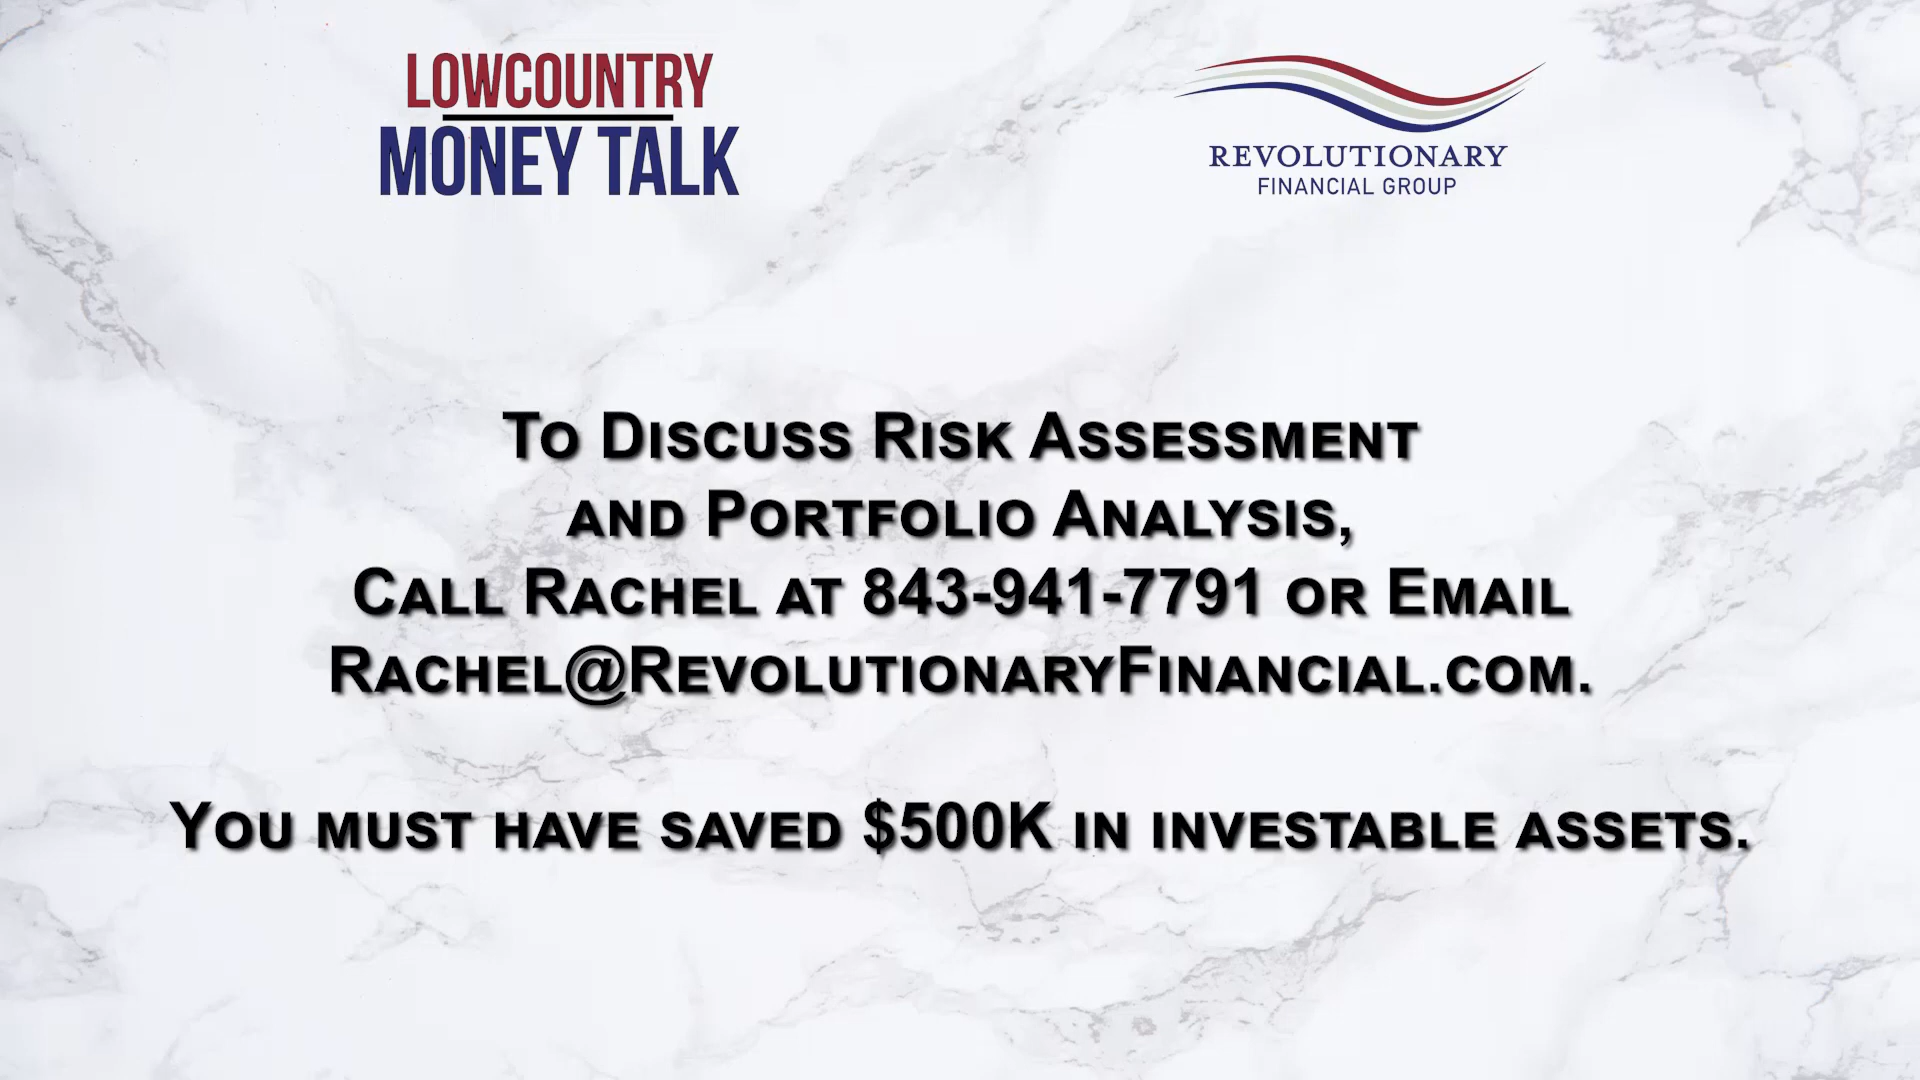 LOWCOUNTRY
MONEY TALK
REVOLUTIONARY
FINANCIAL GROUP
To Discuss Risk Assessment
and Portfolio Analysis,
Call Rachel at 843-941-7791 or Email
Rachel@RevolutionaryFinancial.com.
You must have saved $500K in investable assets.